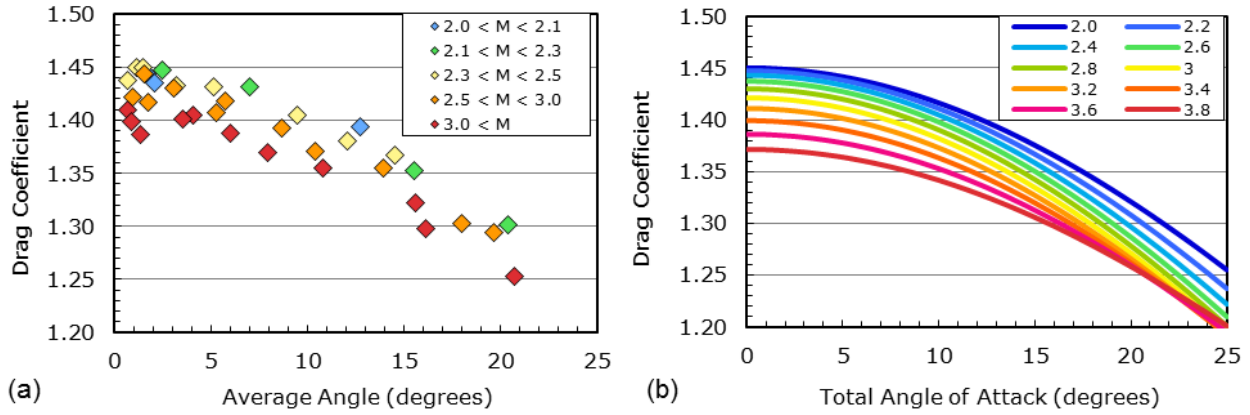 1.50
1.45
1.40
1.35
1.30
1.25
1.20
Drag Coefficient
2.0 < M < 2.1
2.1 < M < 2.3
2.3 < M < 2.5
2.5 < M < 3.0
3.0 < M
0 5 10 15 20 25
Average Angle (degrees)
(a)
1.50
1.45
1.40
1.35
1.30
1.25
1.20
Drag Coefficient
2.0 2.2
2.4 2.6
2.8 3
3.2 3.4
3.6 3.8
0 5 10 15 20 25
Total Angle of Attack (degrees)
(b)